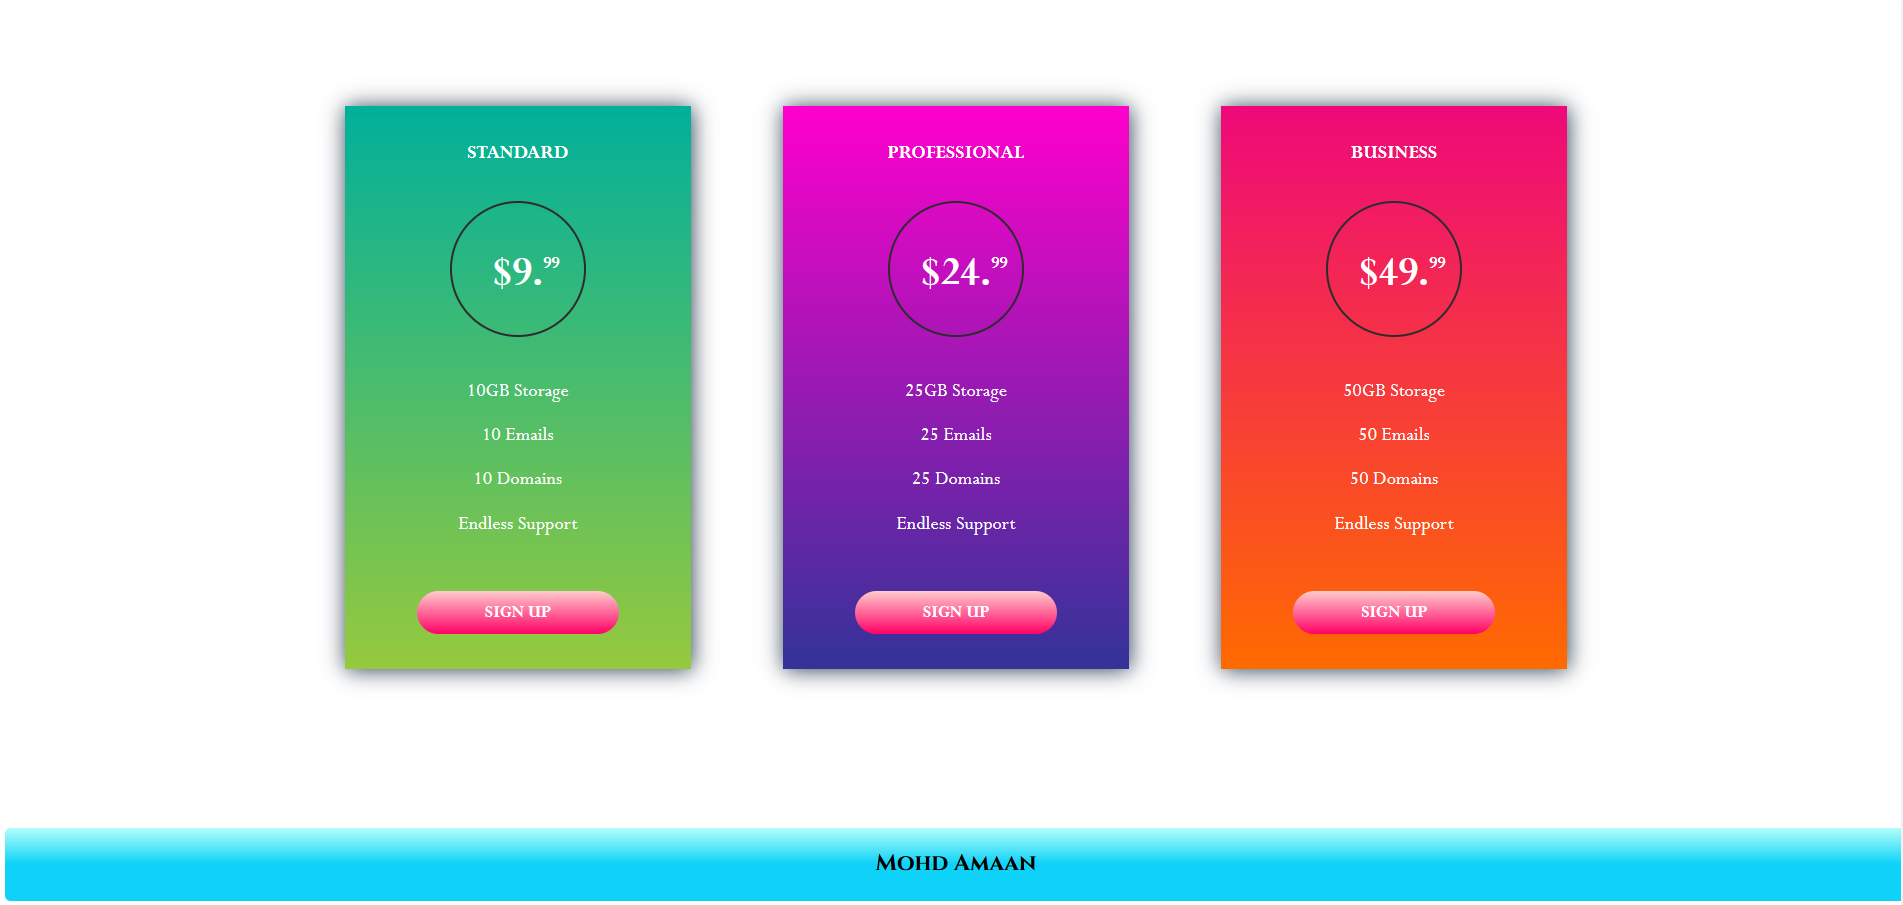 STANDARD
$9.99
10GB Storage
10 Emails
10 Domains
Endless Support
SIGN UP
PROFESSIONAL
$24.99
25GB Storage
25 Emails
25 Domains
Endless Support
SIGN UP
BUSINESS
$49.99
50GB Storage
50 Emails
50 Domains
Endless Support
SIGN UP
Mohd Amaan